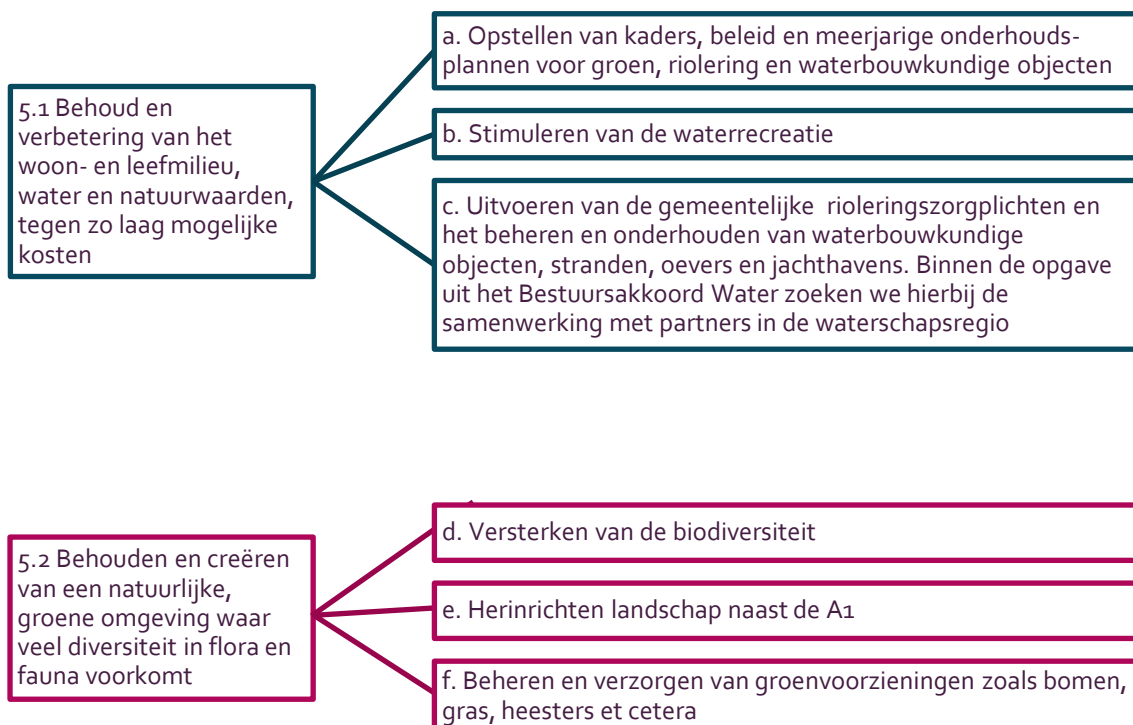 5.1 Behoud en
verbetering van het
woon- en leefmilieu,
water en natuurwaarden,
tegen zo laag mogelijke
kosten
a. Opstellen van kaders, beleid en meerjarige onderhouds-
plannen voor groen, riolering en waterbouwkundige objecten
b. Stimuleren van de waterrecreatie
c. Uitvoeren van de gemeentelijke rioleringszorgplichten en
het beheren en onderhouden van waterbouwkundige
objecten, stranden, oevers en jachthavens. Binnen de opgave
uit het Bestuursakkoord Water zoeken we hierbij de
samenwerking met partners in de waterschapsregio
5.2 Behouden en creëren
van een natuurlijke,
groene omgeving waar
veel diversiteit in flora en
fauna voorkomt
d. Versterken van de biodiversiteit
e. Herinrichten landschap naast de A1
f. Beheren en verzorgen van groenvoorzieningen zoals bomen,
gras, heesters et cetera